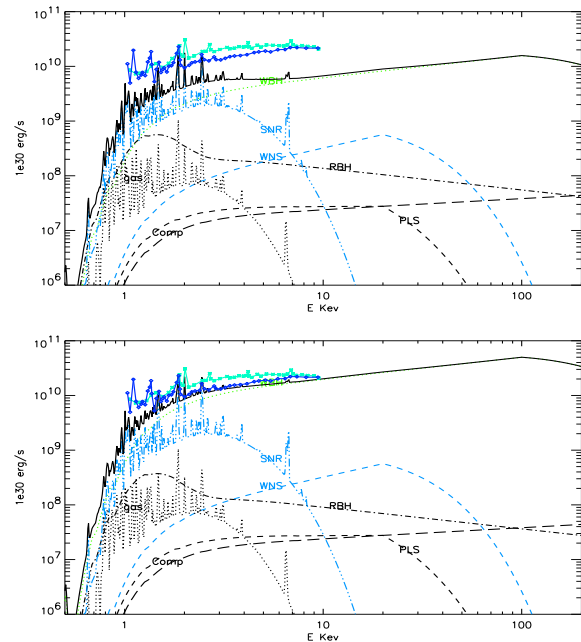 10^11
10^10
10^9
10^8
10^7
10^6
1e30 erg/s
SNR
WNS
RBH
gas
PLS
Comp
1 10 100
E Kev
10^11
10^10
10^9
10^8
10^7
10^6
1e30 erg/s
SNR
WNS
RBH
gas
PLS
Comp
1 10 100
E Kev